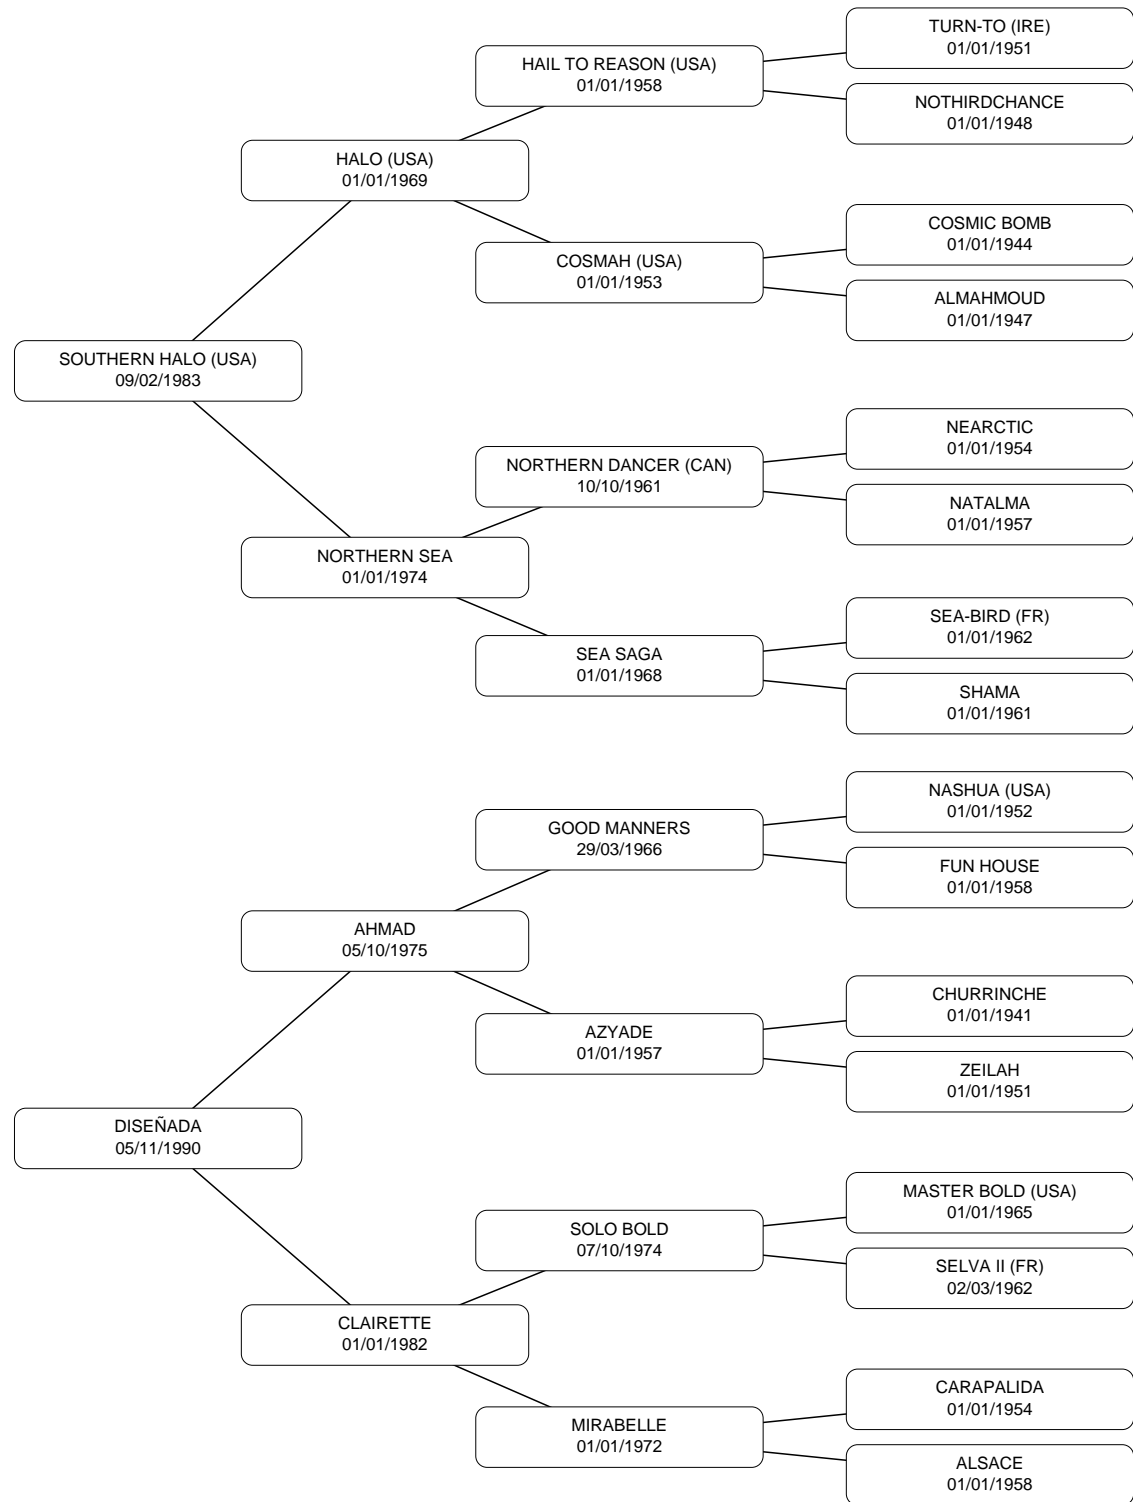 TURN-TO (IRE)
01/01/1951
HAIL TO REASON (USA)
01/01/1958
NOTHIRDCHANCE
01/01/1948
HALO (USA)
01/01/1969
COSMIC BOMB
01/01/1944
COSMAH (USA)
01/01/1953
ALMAHMOUD
01/01/1947
SOUTHERN HALO (USA)
09/02/1983
NEARCTIC
01/01/1954
NORTHERN DANCER (CAN)
10/10/1961
NATALMA
01/01/1957
NORTHERN SEA
01/01/1974
SEA-BIRD (FR)
01/01/1962
SEA SAGA
01/01/1968
SHAMA
01/01/1961
NASHUA (USA)
01/01/1952
GOOD MANNERS
29/03/1966
FUN HOUSE
01/01/1958
AHMAD
05/10/1975
CHURRINCHE
01/01/1941
AZYADE
01/01/1957
ZEILAH
01/01/1951
DISEÑADA
05/11/1990
MASTER BOLD (USA)
01/01/1965
SOLO BOLD
07/10/1974
SELVA II (FR)
02/03/1962
CLAIRETTE
01/01/1982
CARAPALIDA
01/01/1954
MIRABELLE
01/01/1972
ALSACE
01/01/1958